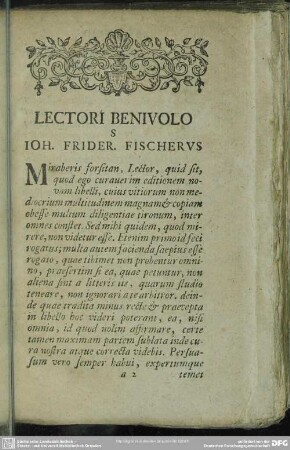 LECTORI BENIVOLO
S
IOH. FRIDER. FISCHERVS
Miraberis forsitan, Lector, quid sit,
quod ego curauerim editionem no-
vam libelli, cuius vitiorum non me-
diocrium multitudinem magnam & copiam
obesse multum diligentiae tironum, inter
omnes constet. Sed mihi quidem, quod mi-
rere, non videtur esse. Etenim primo id feci
rogatus; multa autem facienda saepius esse
rogato, quae tibimet non probentur omni-
no, praesertim si ea, quae petuntur, non
aliena sint a litteris iis, quarum studio
teneare, non ignorari a te arbitror. dein-
de quae tradita minus recte & praecepta
in libello hoc videri poterant, ea, nisi
omnia, id quod nolim affirmare, certe
tamen maximam partem sublata inde cu-
ra nostra atque correcta videbis. Persua-
sum vero semper habui, expertumque
a 2 temet